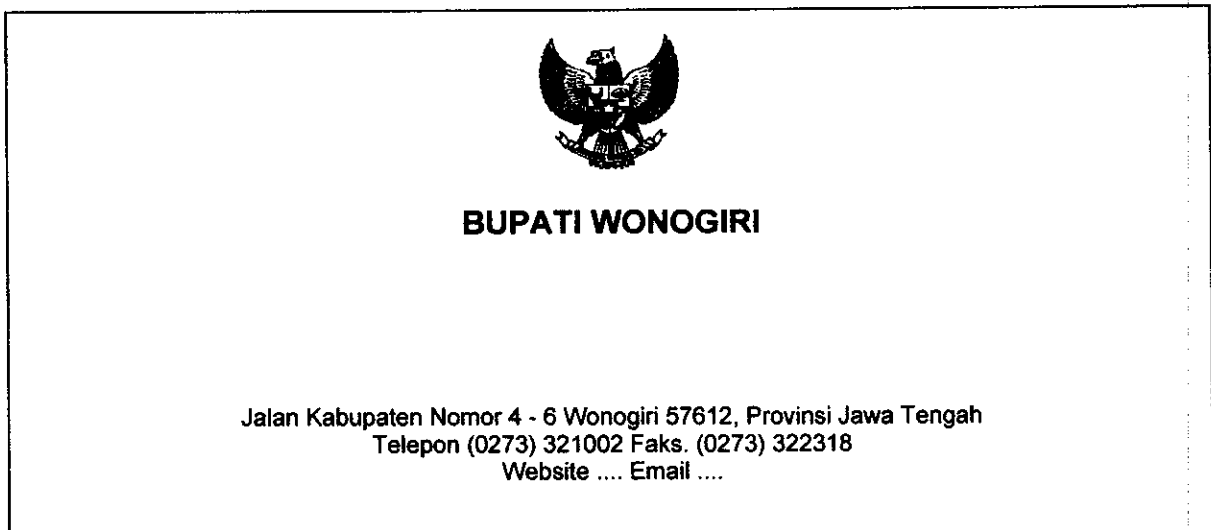 BUPATI WONOGIRI
Jalan Kabupaten Nomor 4 - 6 Wonogiri 57612, Provinsi Jawa Tengah
Telepon (0273) 321002 Faks. (0273) 322318
Website .... Email ....